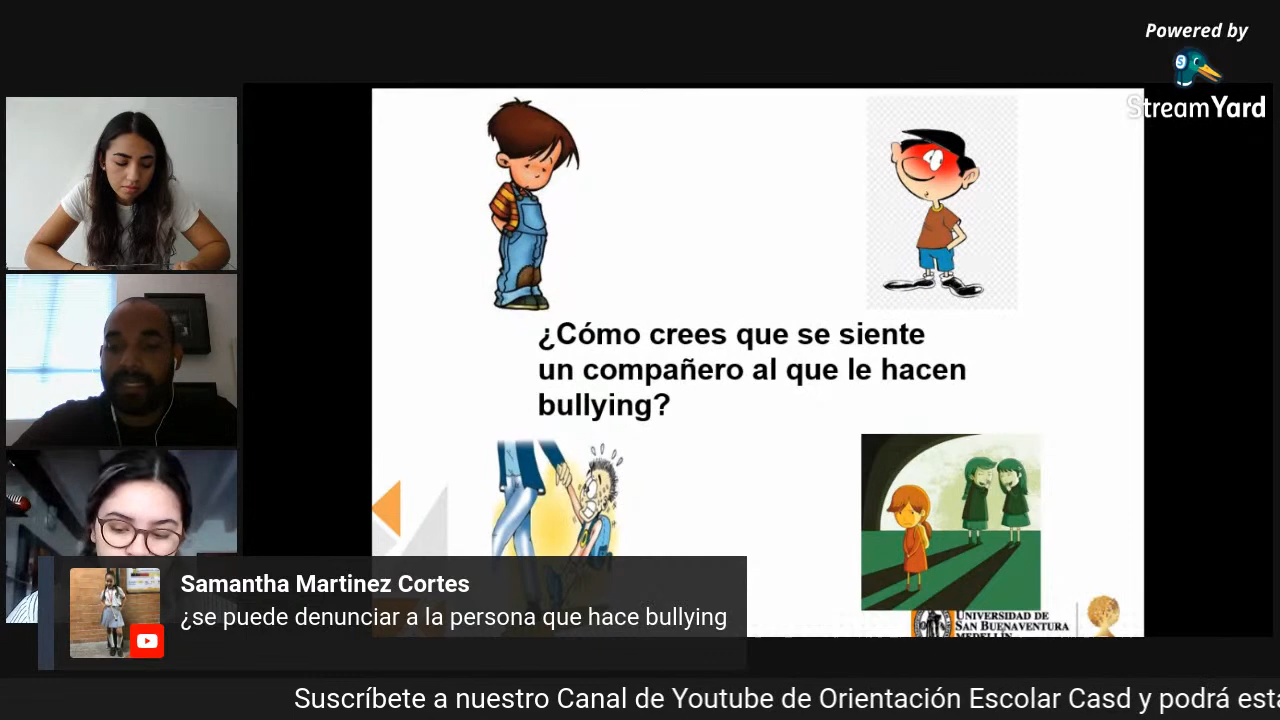 Powered by
StreamYard
¿Cómo crees que se siente
un compañero al que le hacen
bullying?
UNIVERSIDAD DE
SAN BUENAVENTURA
MEDELLÍN
Samantha Martinez Cortes
¿se puede denunciar a la persona que hace bullying
Suscríbete a nuestro Canal de Youtube de Orientación Escolar Casd y podrá está